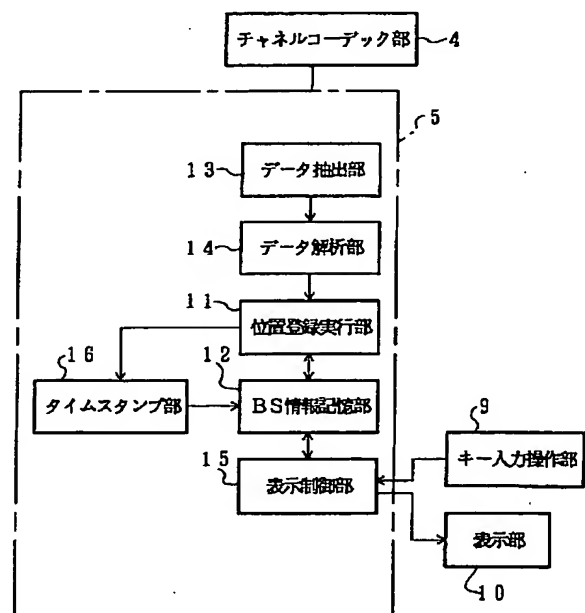 チャネルコーデック部
4
5
13
データ抽出部
14
データ解析部
11
位置登録実行部
16
12
タイムスタンプ部
BS情報記憶部
9
15
キー入力操作部
表示制御部
表示部
10